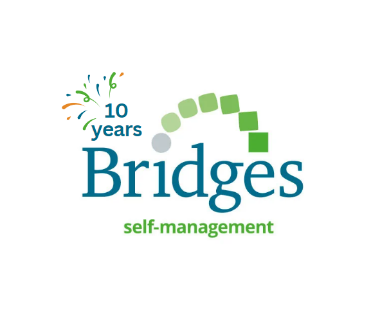 10
years
Bridges
self-management